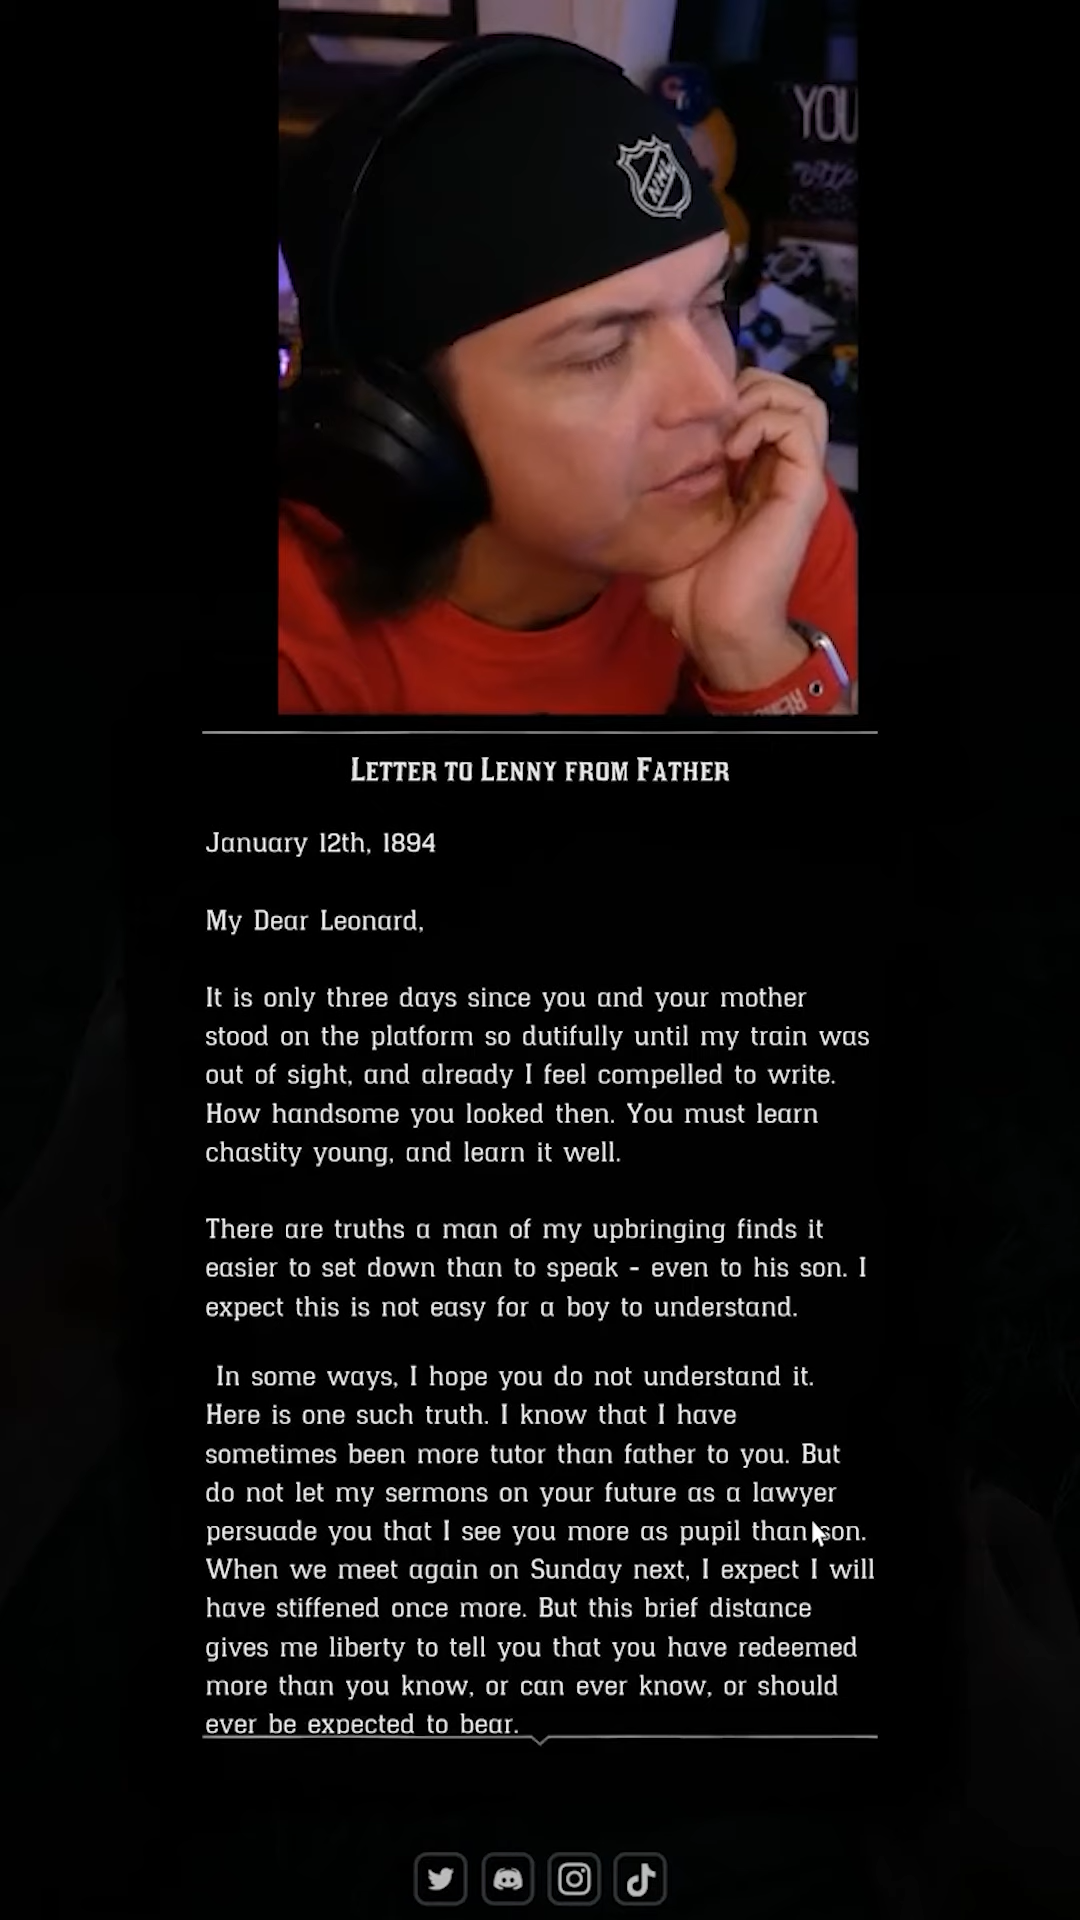 YOU
NHL
LETTER TO LENNY FROM FATHER
January 12th, 1894
My Dear Leonard,
It is only three days since you and your mother
stood on the platform so dutifully until my train was
out of sight, and already I feel compelled to write.
How handsome you looked then. You must learn
chastity young, and learn it well.
There are truths a man of my upbringing finds it
easier to set down than to speak - even to his son. I
expect this is not easy for a boy to understand.
In some ways, I hope you do not understand it.
Here is one such truth. I know that I have
sometimes been more tutor than father to you. But
do not let my sermons on your future as a lawyer
persuade you that I see you more as pupil than son.
When we meet again on Sunday next, I expect I will
have stiffened once more. But this brief distance
gives me liberty to tell you that you have redeemed
more than you know, or can ever know, or should
ever be expected to bear.